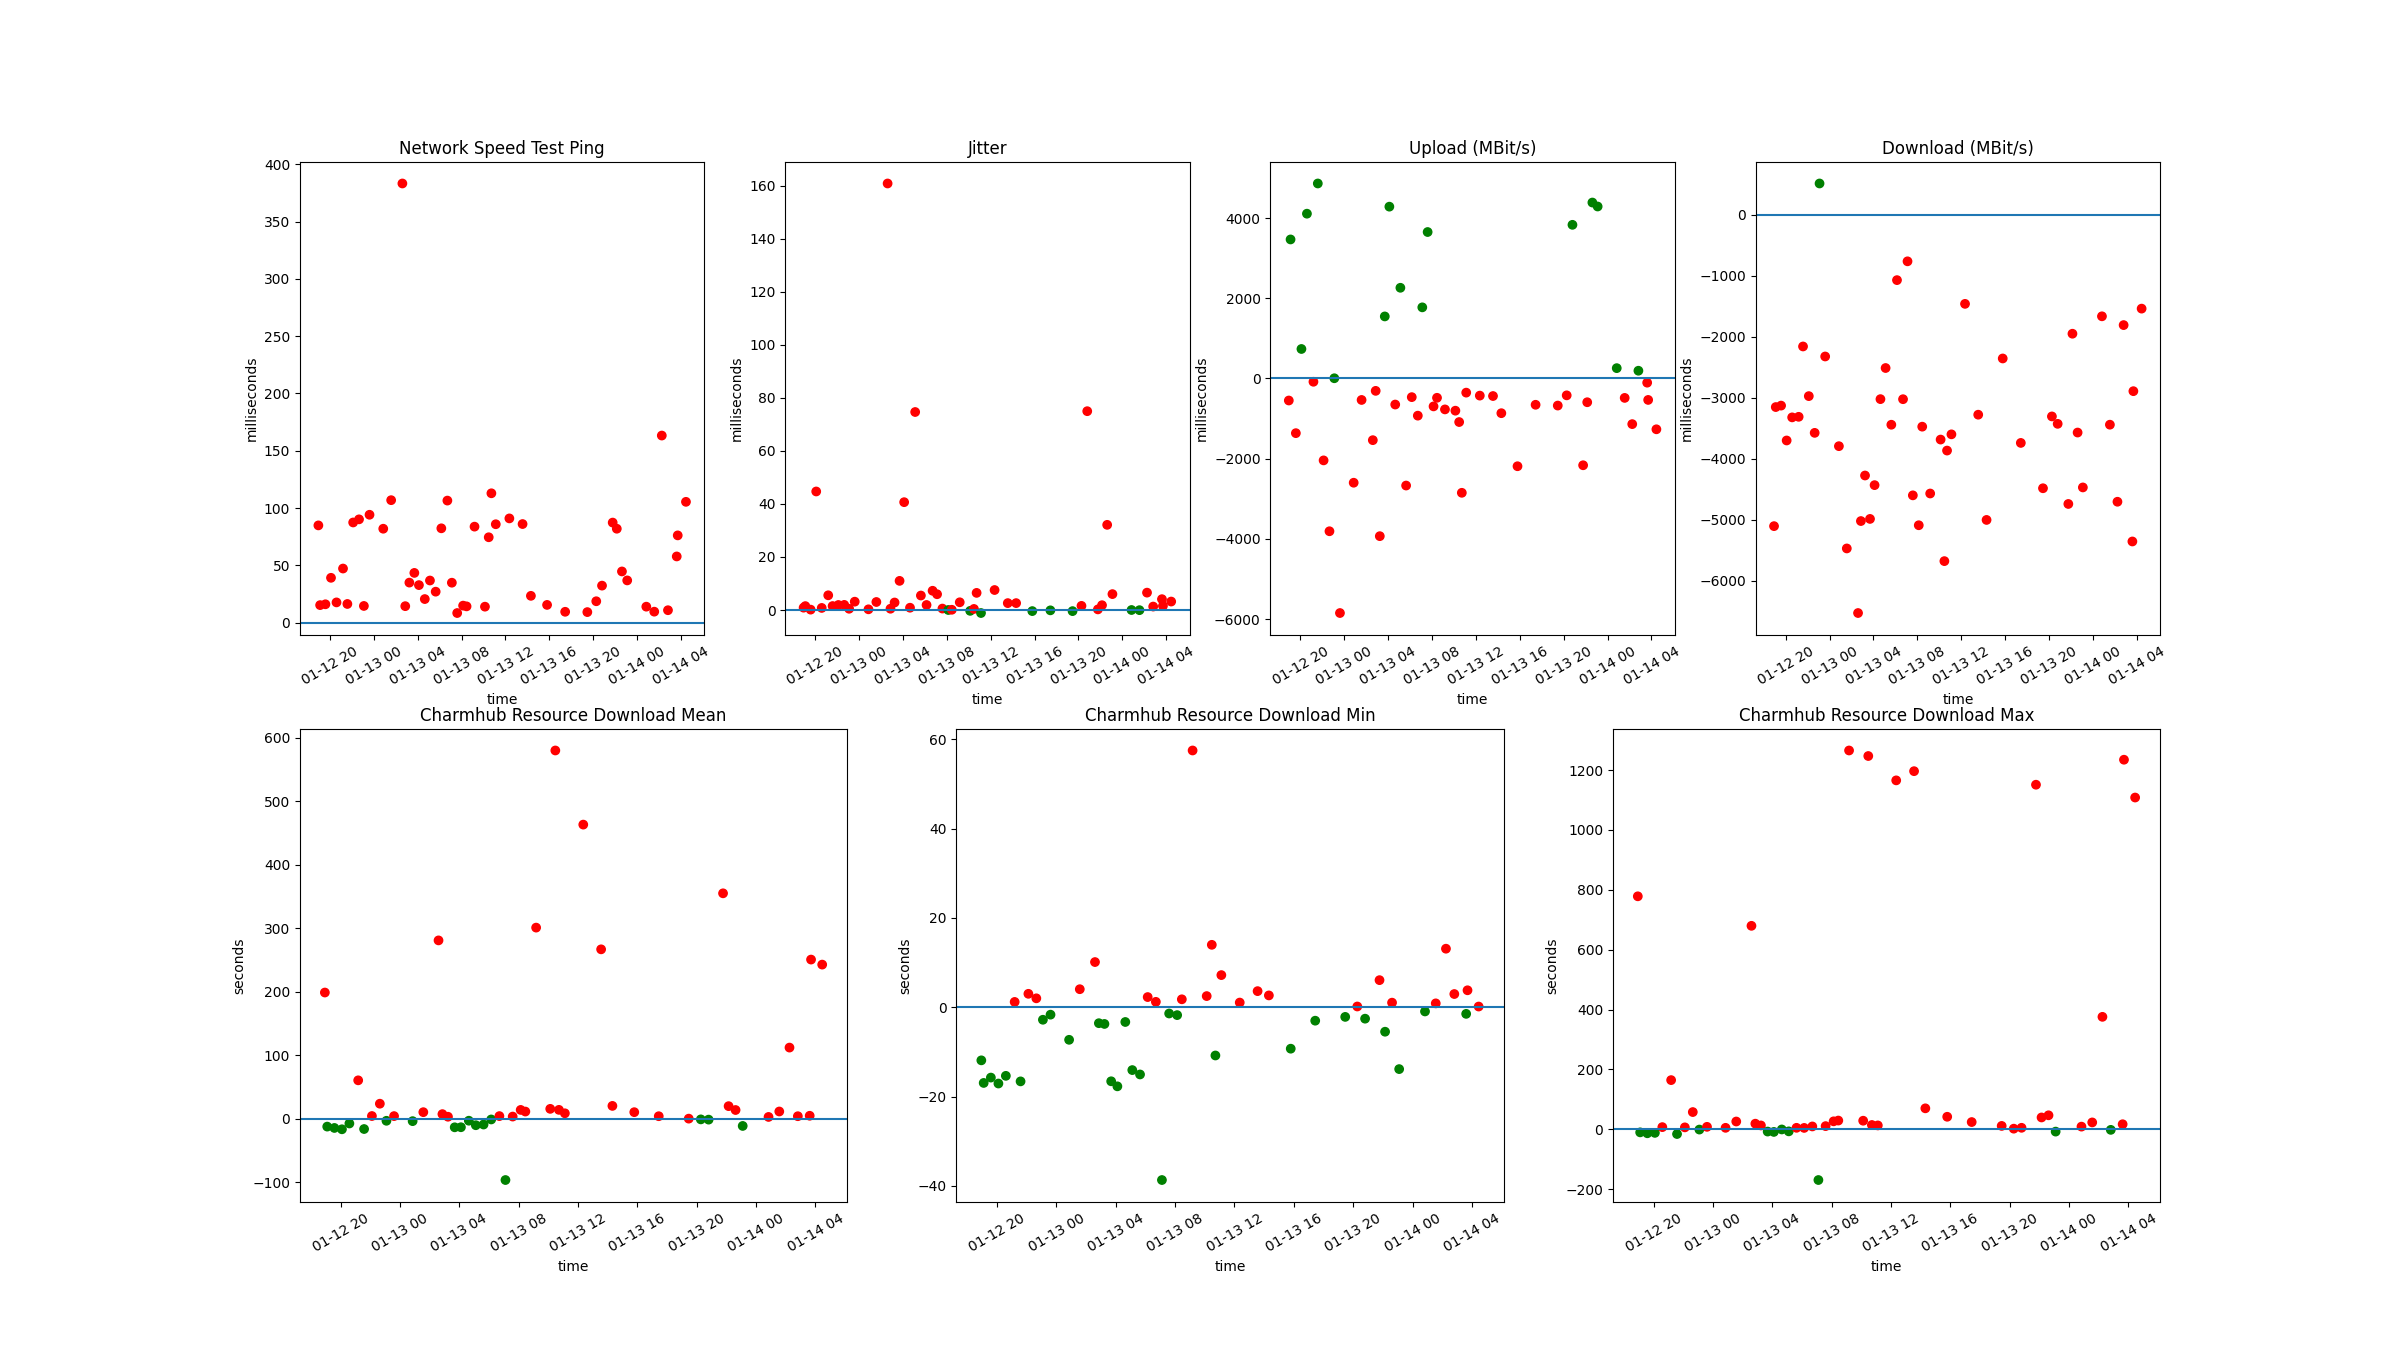 Network Speed Test Ping
milliseconds
400
350
300
250
200
150
100
50
0
01-12 20 01-13 00 01-13 04 01-13 08 01-13 12 01-13 16 01-13 20 01-14 00 01-14 04
time
Jitter
milliseconds
160
140
120
100
80
60
40
20
0
01-12 20 01-13 00 01-13 04 01-13 08 01-13 12 01-13 16 01-13 20 01-14 00 01-14 04
time
Upload (MBit/s)
milliseconds
4000
2000
0
−2000
−4000
−6000
01-12 20 01-13 00 01-13 04 01-13 08 01-13 12 01-13 16 01-13 20 01-14 00 01-14 04
time
Download (MBit/s)
milliseconds
0
−1000
−2000
−3000
−4000
−5000
−6000
01-12 20 01-13 00 01-13 04 01-13 08 01-13 12 01-13 16 01-13 20 01-14 00 01-14 04
time
Charmhub Resource Download Mean
seconds
600
500
400
300
200
100
0
−100
01-12 20 01-13 00 01-13 04 01-13 08 01-13 12 01-13 16 01-13 20 01-14 00 01-14 04
time
Charmhub Resource Download Min
seconds
60
40
20
0
−20
−40
01-12 20 01-13 00 01-13 04 01-13 08 01-13 12 01-13 16 01-13 20 01-14 00 01-14 04
time
Charmhub Resource Download Max
seconds
1200
1000
800
600
400
200
0
−200
01-12 20 01-13 00 01-13 04 01-13 08 01-13 12 01-13 16 01-13 20 01-14 00 01-14 04
time